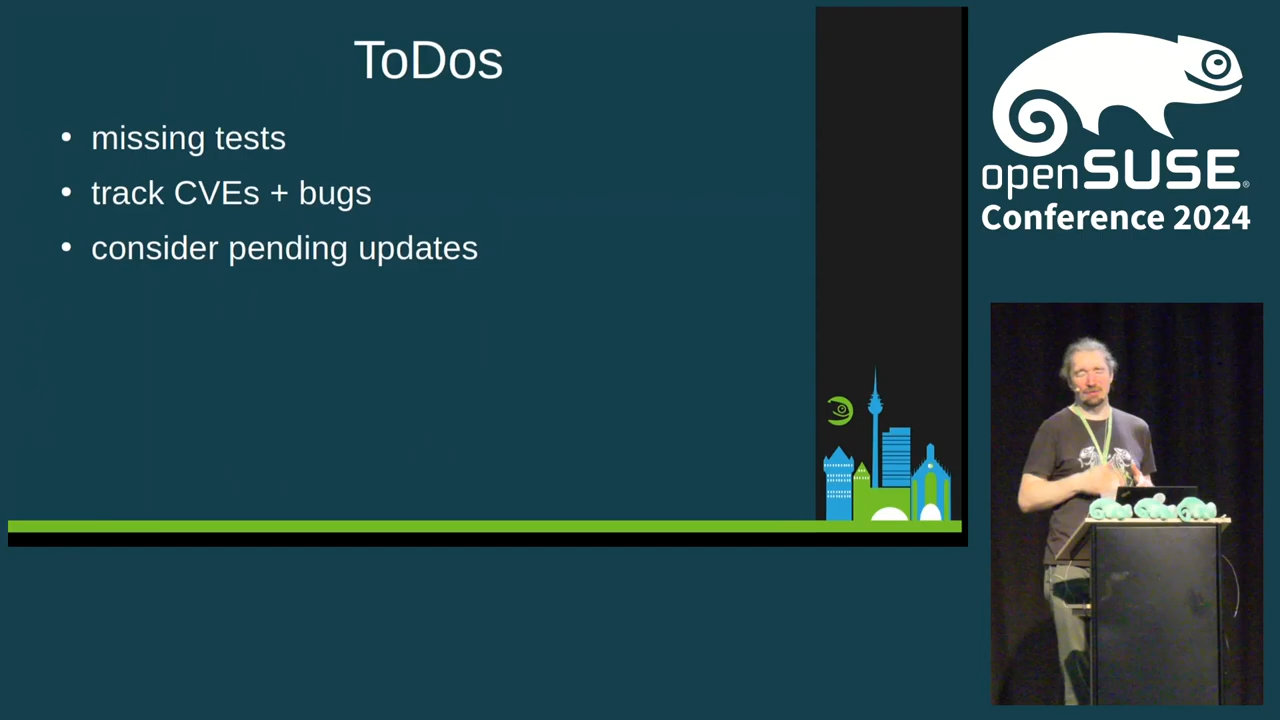 ToDos
• missing tests
• track CVEs + bugs
• consider pending updates
openSUSE®
Conference 2024